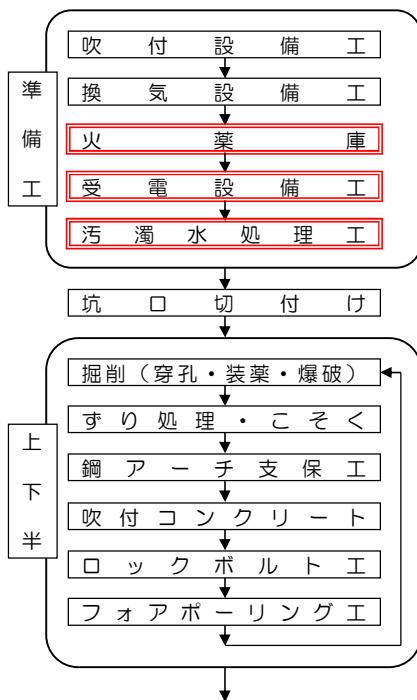 準備工
吹付設備工
換気設備工
火薬庫
受電設備工
汚濁水処理工
坑口切付け
上下半
掘削（穿孔・装薬・爆破）
ずり処理・こそく
鋼アーチ支保工
吹付コンクリート
ロックボルト工
フォアポーリング工